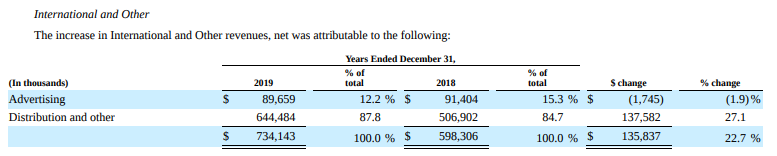 International and Other
The increase in International and Other revenues, net was attributable to the following:
Years Ended December 31,
(In thousands) 2019 % of total 2018 % of total $ change % change
Advertising $ 89,659 12.2 % $ 91,404 15.3 % $ (1,745) (1.9)%
Distribution and other 644,484 87.8 506,902 84.7 137,582 27.1
$ 734,143 100.0 % $ 598,306 100.0 % $ 135,837 22.7 %